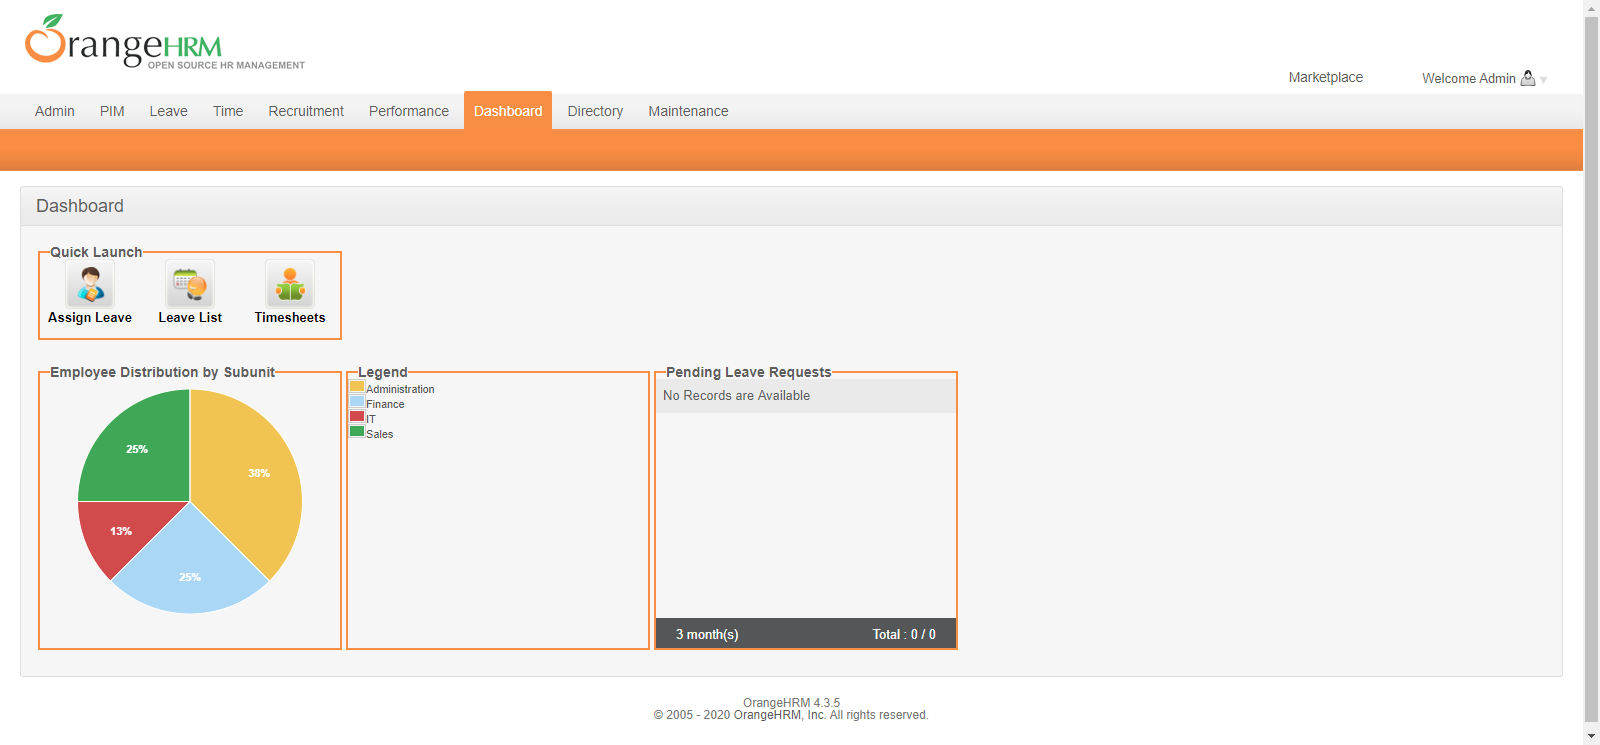 OrangeHRM
OPEN SOURCE HR MANAGEMENT
Marketplace
Welcome Admin
Admin PIM Leave Time Recruitment Performance Dashboard Directory Maintenance
Dashboard
Quick Launch
Assign Leave Leave List Timesheets
Employee Distribution by Subunit
25%
38%
13%
25%
Legend
Administration
Finance
IT
Sales
Pending Leave Requests
No Records are Available
3 month(s) Total : 0 / 0
OrangeHRM 4.3.5
© 2005 - 2020 OrangeHRM, Inc. All rights reserved.